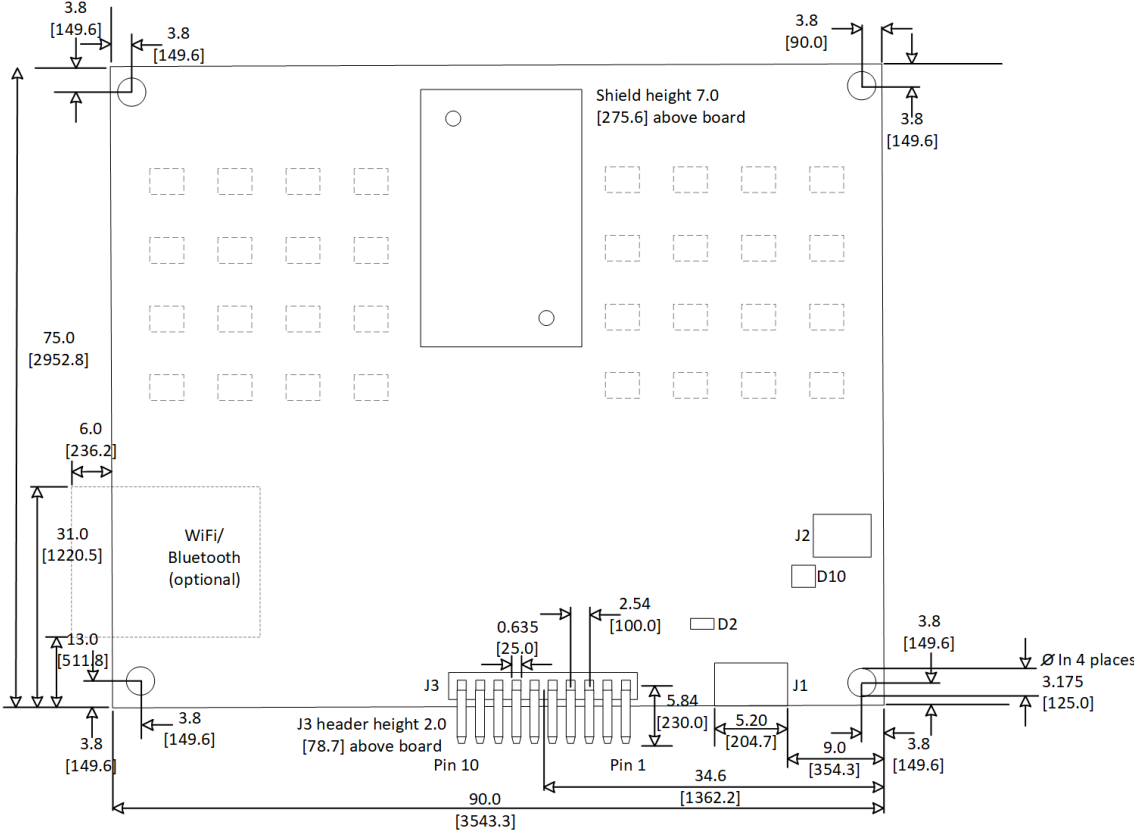 3.8
[149.6]
3.8
[149.6]
3.8
[90.0]
3.8
[149.6]
Shield height 7.0
[275.6] above board
75.0
[2952.8]
6.0
[236.2]
31.0
[1220.5]
WiFi/
Bluetooth
(optional)
J2
D10
13.0
[511.8]
0.635
[25.0]
2.54
[100.0]
D2
3.8
[149.6]
Ø In 4 places
3.175
[125.0]
J3
J1
5.84
[230.0]
3.8
[149.6]
3.8
[149.6]
J3 header height 2.0
[78.7] above board
Pin 10
Pin 1
5.20
[204.7]
9.0
[354.3]
3.8
[149.6]
34.6
[1362.2]
90.0
[3543.3]